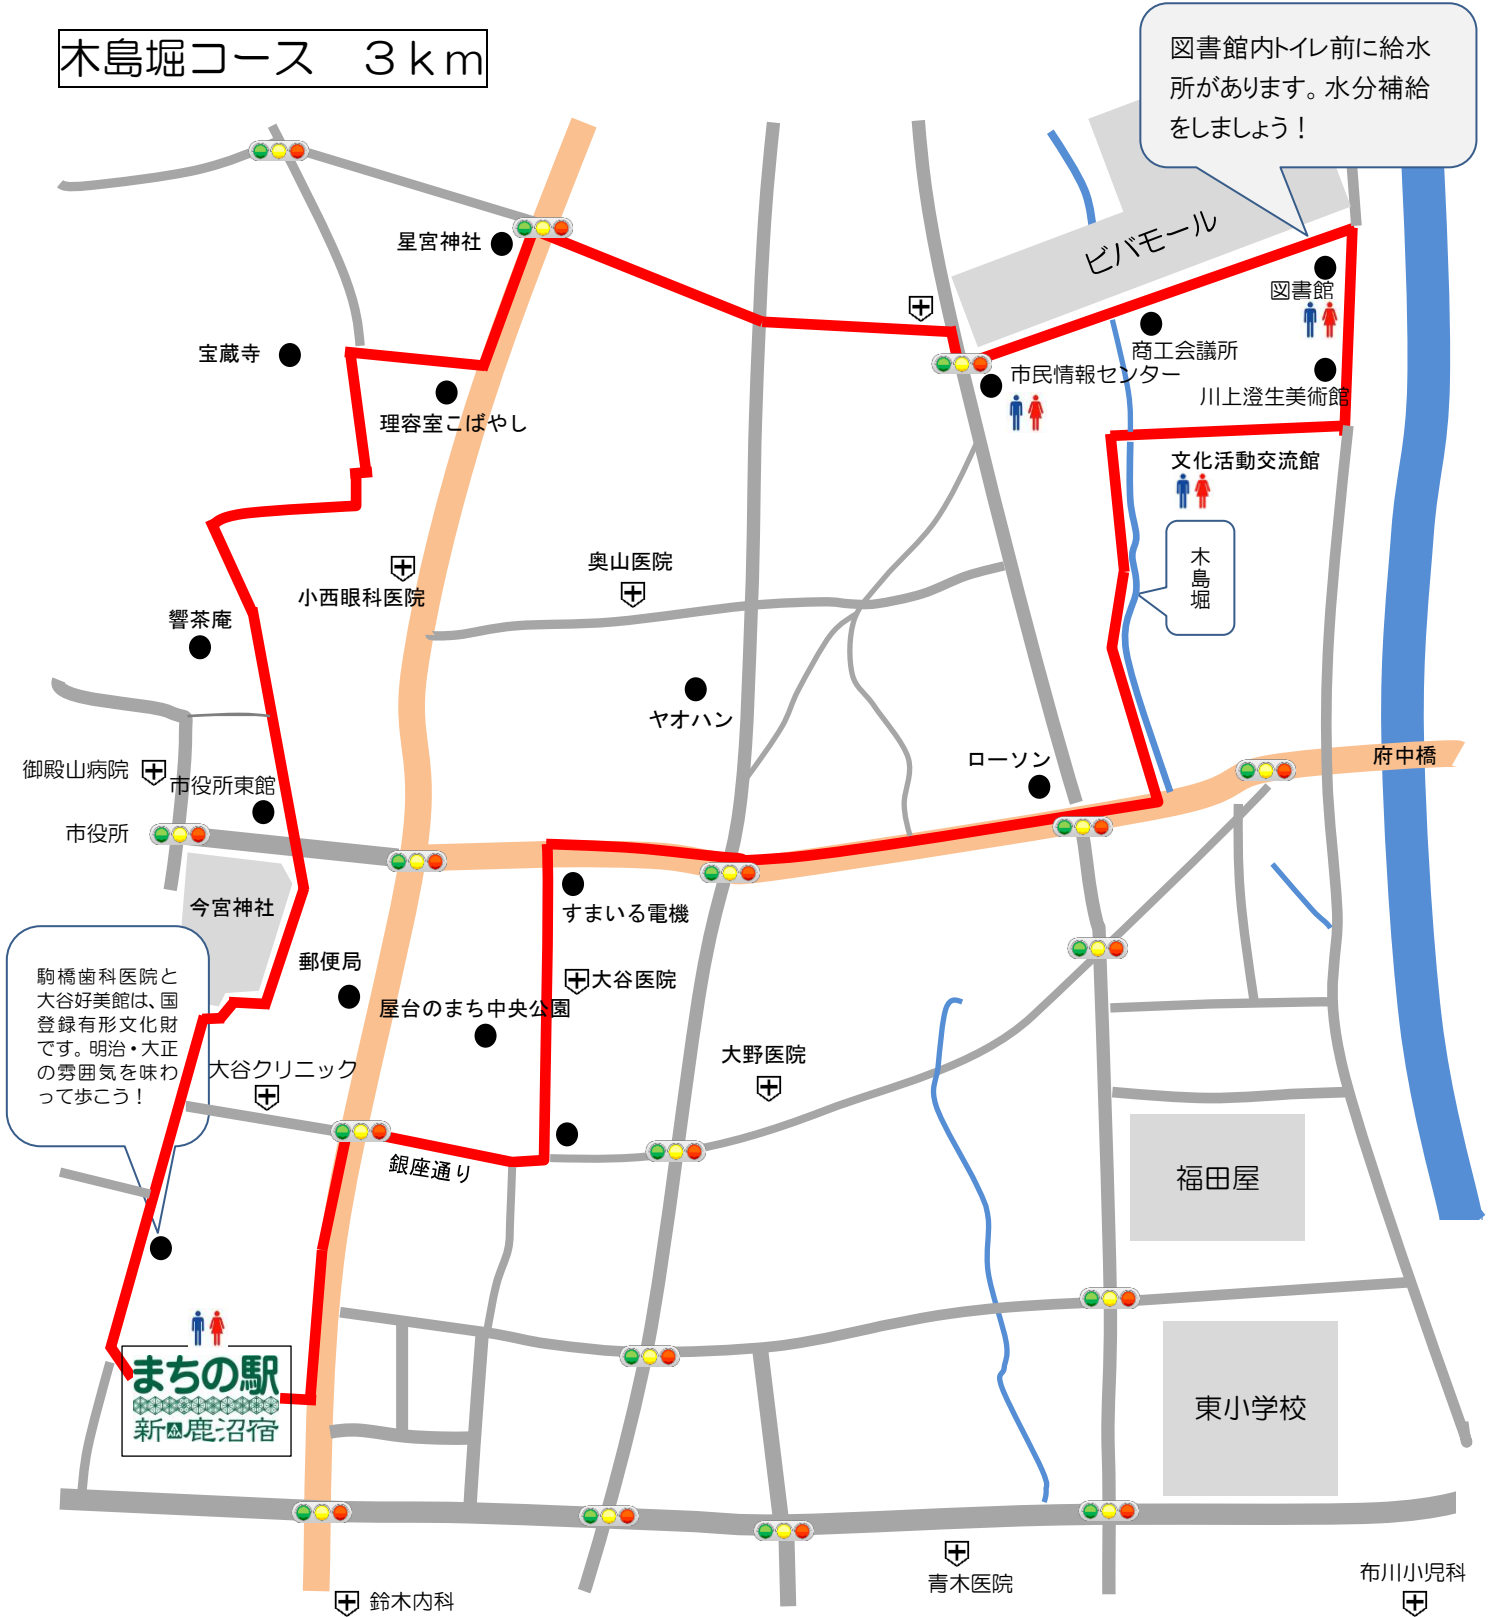 木島堀コース　３ｋｍ
図書館内トイレ前に給水
所があります。水分補給
をしましょう！
星宮神社
ビバモール
図書館
宝蔵寺
商工会議所
市民情報センター
川上澄生美術館
理容室こばやし
文化活動交流館
木島堀
奥山医院
小西眼科医院
響茶庵
ヤオハン
ローソン
府中橋
御殿山病院
市役所東館
市役所
今宮神社
すまいる電機
郵便局
大谷医院
屋台のまち中央公園
駒橋歯科医院と
大谷好美館は、国
登録有形文化財
です。明治・大正
の雰囲気を味わ
って歩こう！
大谷クリニック
大野医院
銀座通り
福田屋
まちの駅
新・鹿沼宿
東小学校
青木医院
布川小児科
鈴木内科